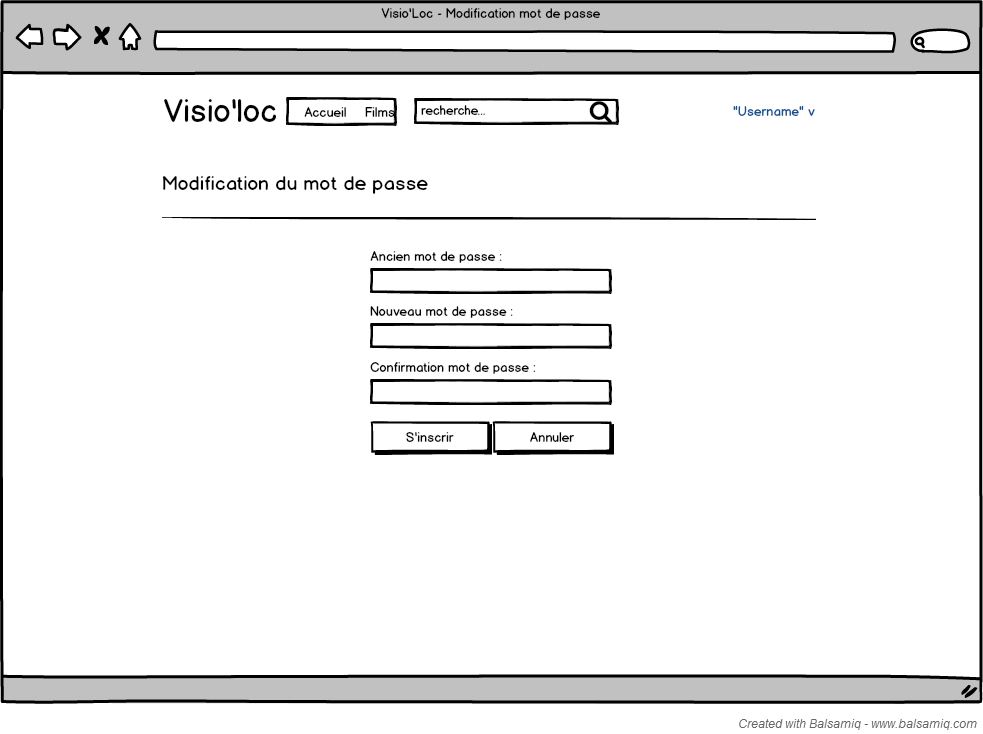 Visio'Loc - Modification mot de passe
Visio'loc Accueil Films recherche... "Username" v
Modification du mot de passe
Ancien mot de passe :
Nouveau mot de passe :
Confirmation mot de passe :
S'inscrir Annuler
Created with Balsamiq - www.balsamiq.com